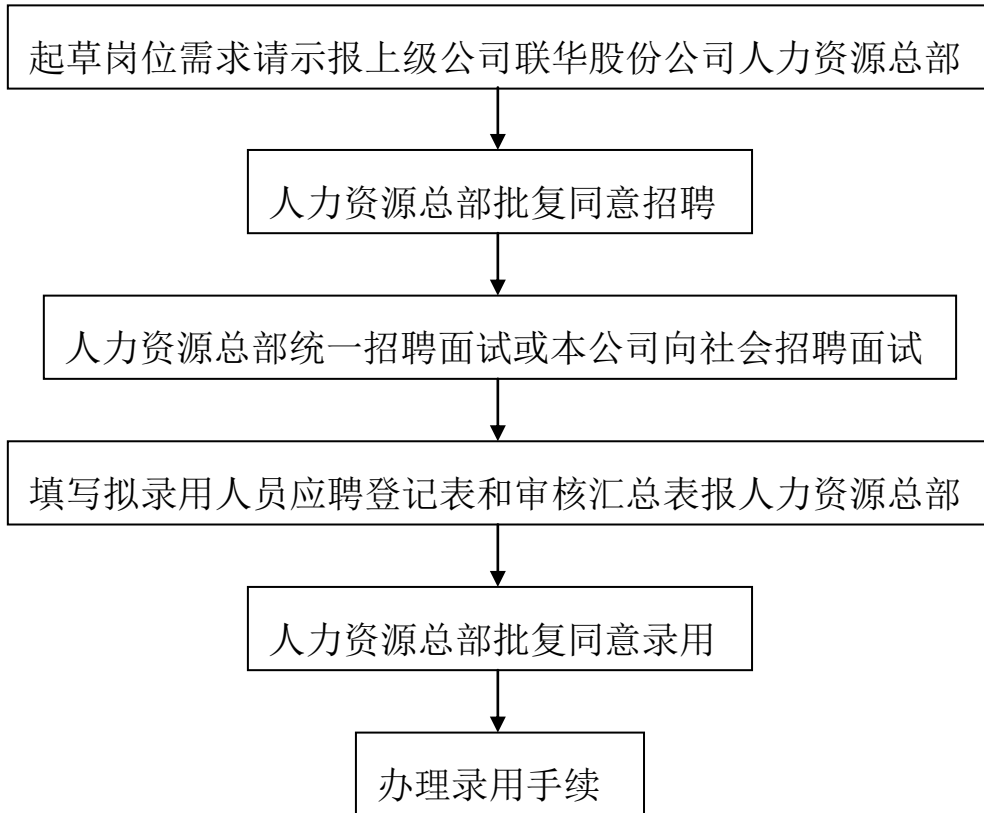 起草岗位需求请示报上级公司联华股份公司人力资源总部
人力资源总部批复同意招聘
人力资源总部统一招聘面试或本公司向社会招聘面试
填写拟录用人员应聘登记表和审核汇总表报人力资源总部
人力资源总部批复同意录用
办理录用手续